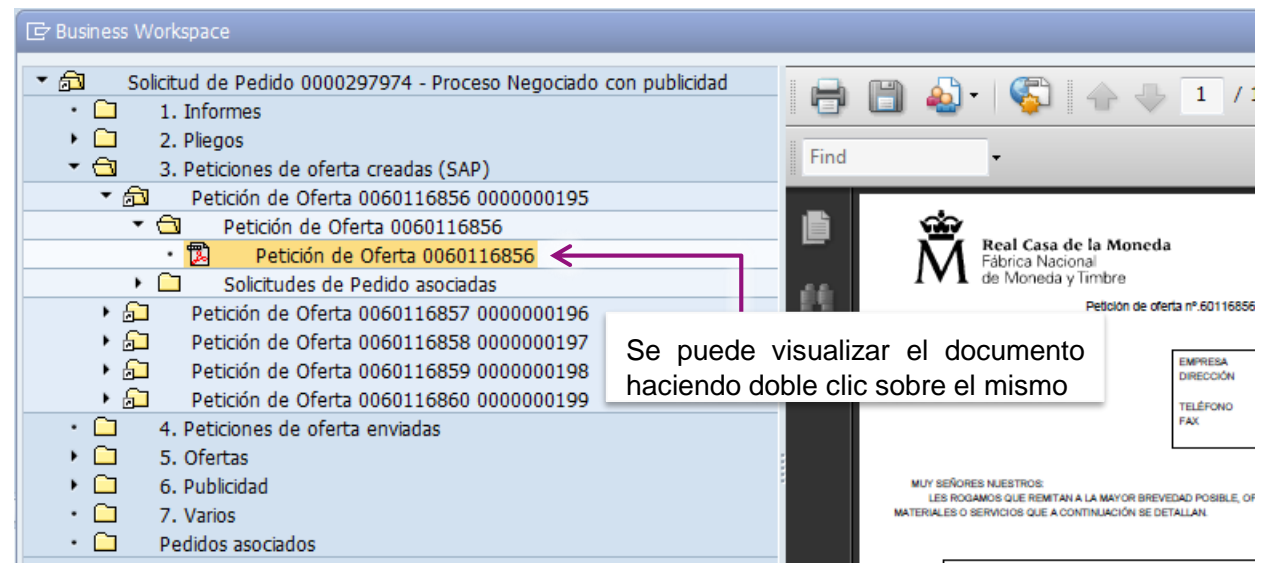 Business Workspace
Solicitud de Pedido 0000297974 - Proceso Negociado con publicidad
1. Informes
2. Pliegos
3. Peticiones de oferta creadas (SAP)
Petición de Oferta 0060116856 0000000195
Petición de Oferta 0060116856
Petición de Oferta 0060116856
Solicitudes de Pedido asociadas
Petición de Oferta 0060116857 0000000196
Petición de Oferta 0060116858 0000000197
Petición de Oferta 0060116859 0000000198
Petición de Oferta 0060116860 0000000199
4. Peticiones de oferta enviadas
5. Ofertas
6. Publicidad
7. Varios
Pedidos asociados
1 / 1
Find
Real Casa de la Moneda
Fábrica Nacional
de Moneda y Timbre
Petición de oferta nº.60116856
Se puede visualizar el documento
haciendo doble clic sobre el mismo
EMPRESA
DIRECCIÓN
TELÉFONO
FAX
MUY SEÑORES NUESTROS:
LES ROGAMOS QUE REMITAN A LA MAYOR BREVEDAD POSIBLE, OF
MATERIALES O SERVICIOS QUE A CONTINUACIÓN SE DETALLAN.